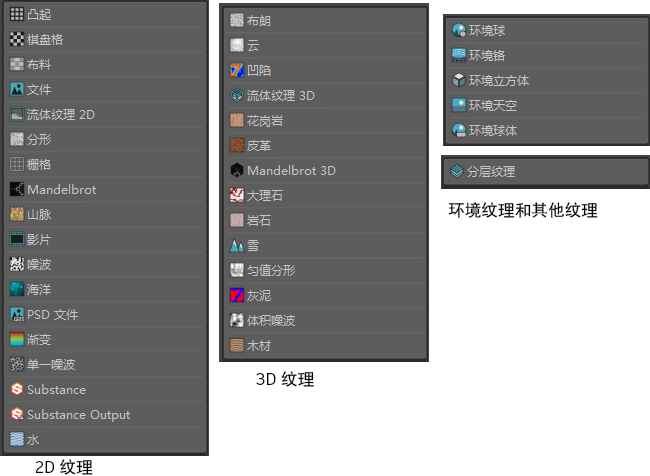 凸起
棋盘格
布料
文件
流体纹理 2D
分形
栅格
Mandelbrot
山脉
影片
噪波
海洋
PSD 文件
渐变
单一噪波
Substance
Substance Output
水
2D 纹理
布朗
云
凹陷
流体纹理 3D
花岗岩
皮革
Mandelbrot 3D
大理石
岩石
雪
匀值分形
灰泥
体积噪波
木材
3D 纹理
环境球
环境铬
环境立方体
环境天空
环境球体
分层纹理
环境纹理和其他纹理